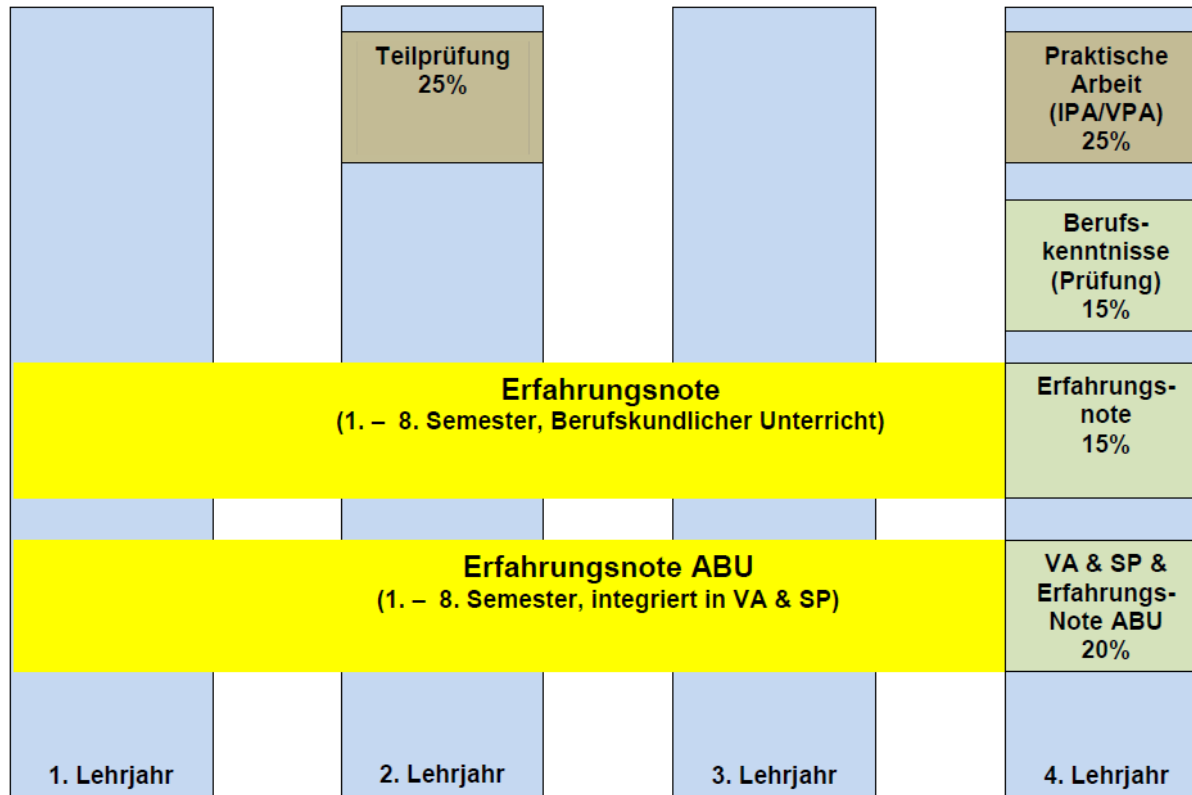 Teilprüfung
25%
Praktische
Arbeit
(IPA/VPA)
25%
Berufs-
kenntnisse
(Prüfung)
15%
Erfahrungsnote
(1. – 8. Semester, Berufskundlicher Unterricht)
Erfahrungs-
note
15%
Erfahrungsnote ABU
(1. – 8. Semester, integriert in VA & SP)
VA & SP &
Erfahrungs-
Note ABU
20%
1. Lehrjahr
2. Lehrjahr
3. Lehrjahr
4. Lehrjahr